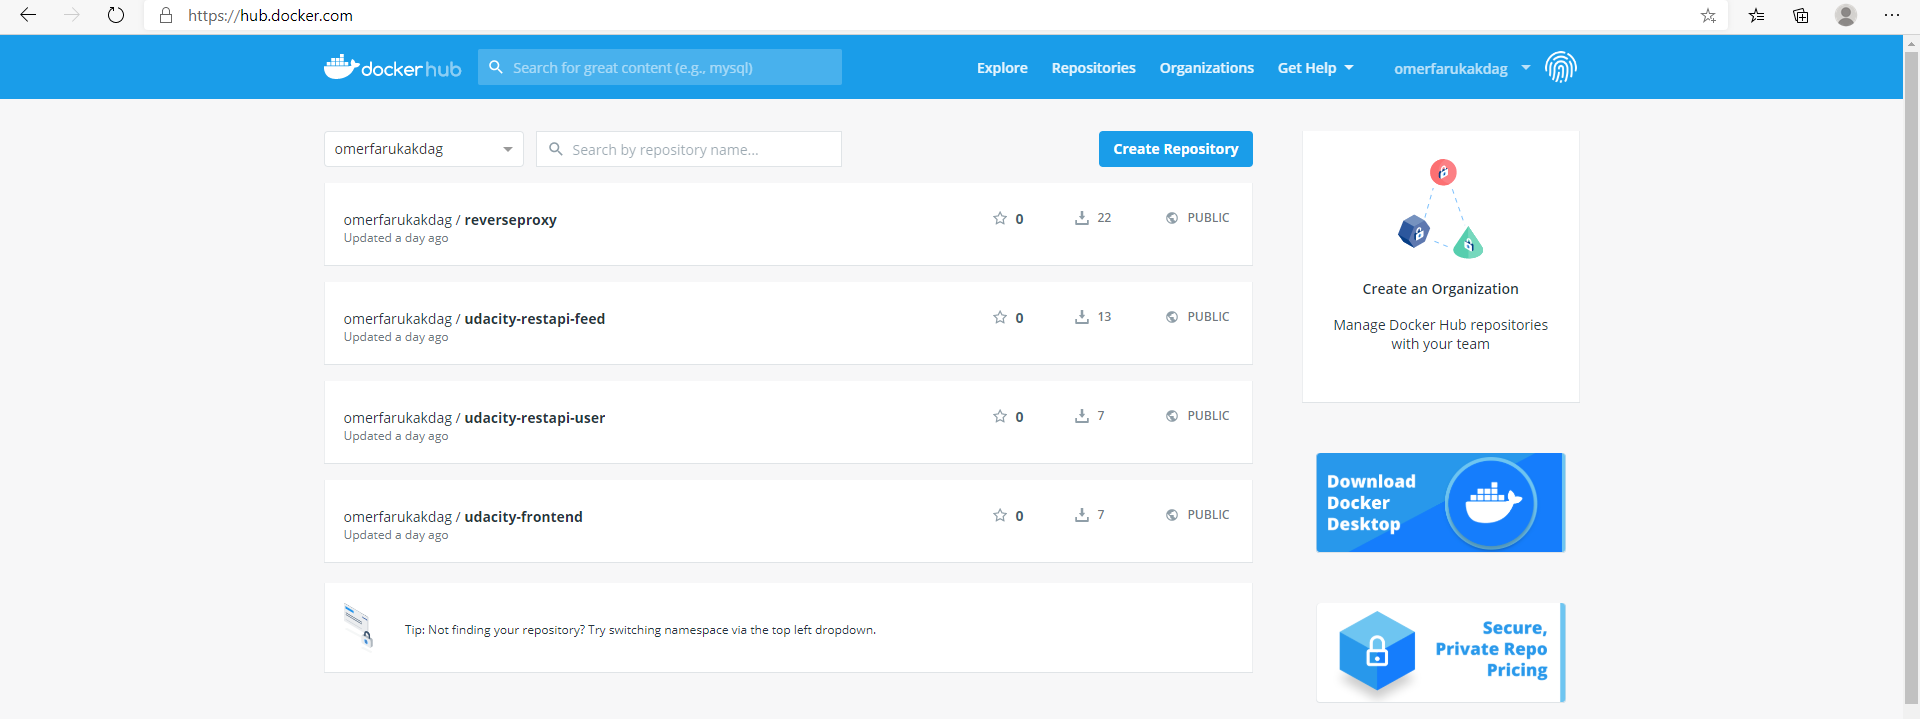 https://hub.docker.com
docker hub
Search for great content (e.g., mysql)
Explore
Repositories
Organizations
Get Help
omerfarukakdag
omerfarukakdag
Search by repository name...
Create Repository
omerfarukakdag / reverseproxy
Updated a day ago
0
22
PUBLIC
omerfarukakdag / udacity-restapi-feed
Updated a day ago
0
13
PUBLIC
omerfarukakdag / udacity-restapi-user
Updated a day ago
0
7
PUBLIC
omerfarukakdag / udacity-frontend
Updated a day ago
0
7
PUBLIC
Tip: Not finding your repository? Try switching namespace via the top left dropdown.
Create an Organization
Manage Docker Hub repositories
with your team
Download
Docker
Desktop
Secure,
Private Repo
Pricing